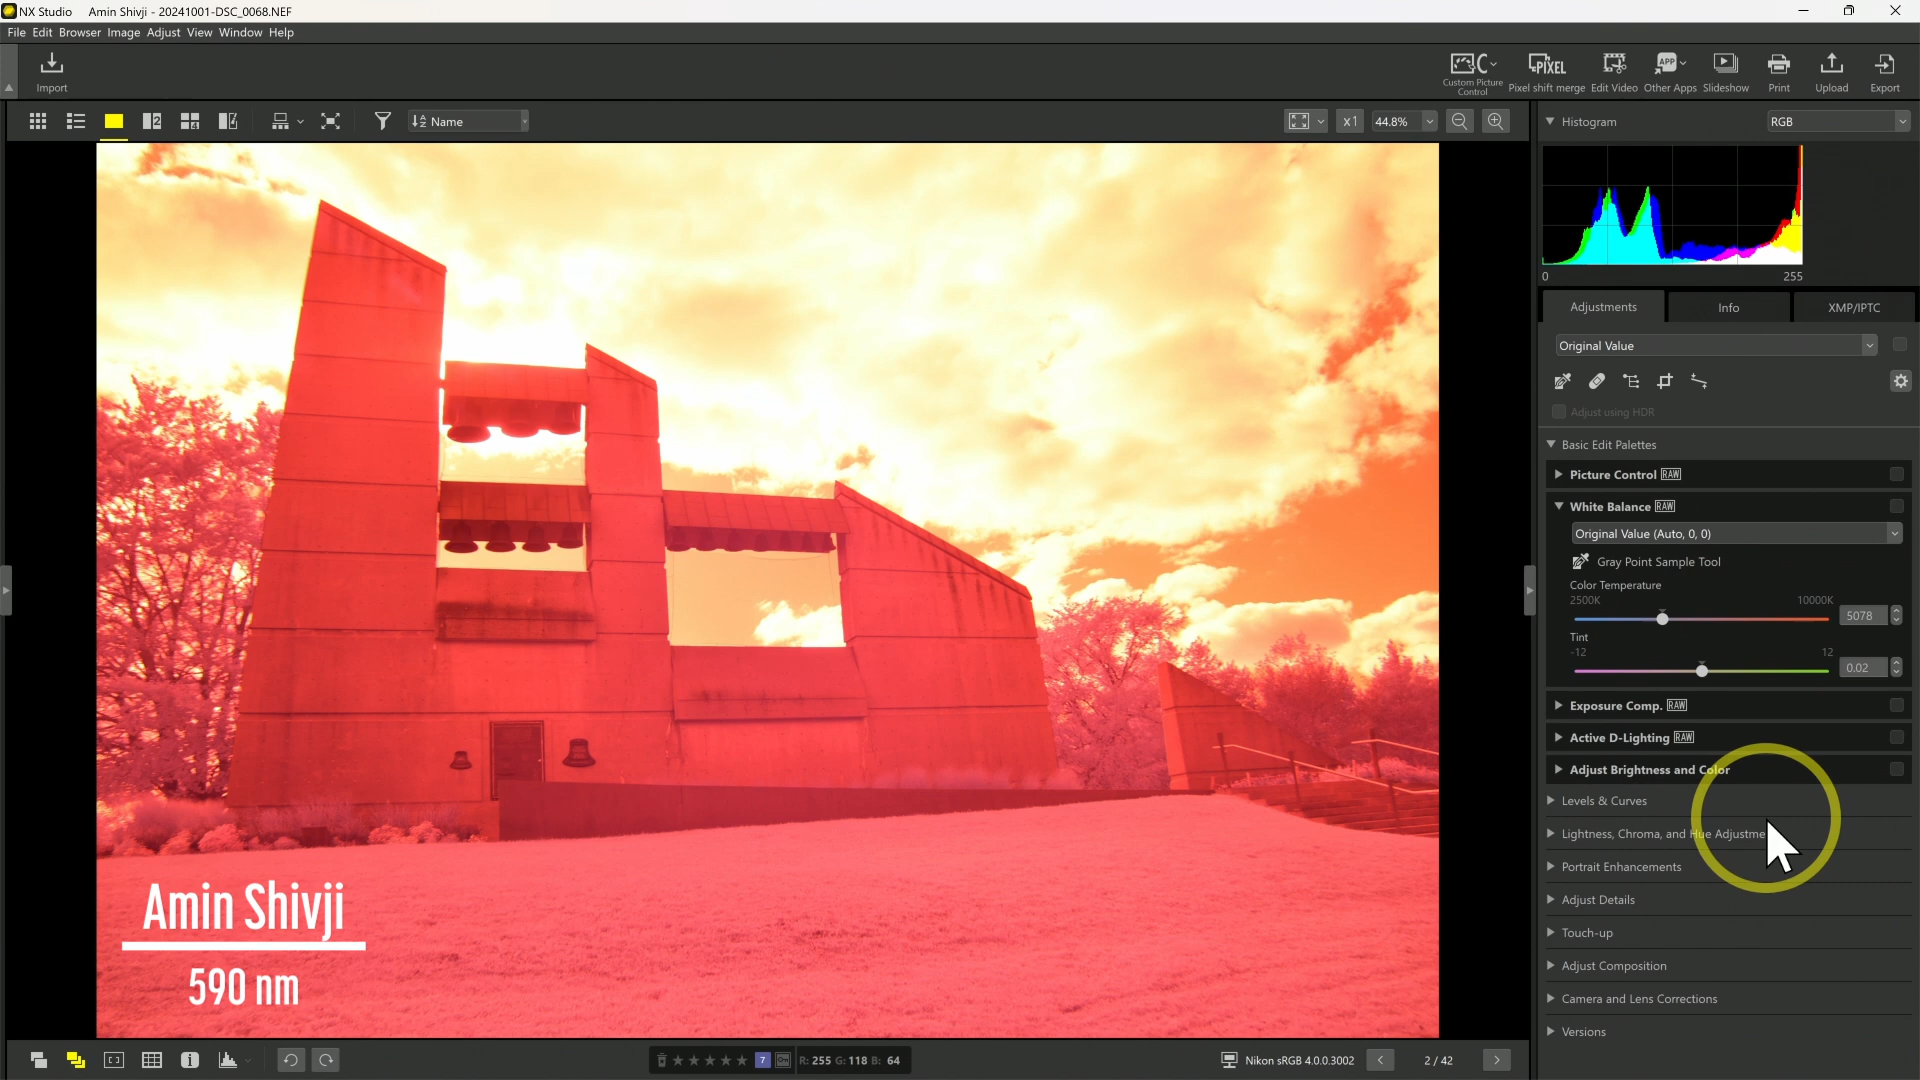 NX Studio Amin Shivji - 20241001-DSC_0068.NEF
File Edit Browser Image Adjust View Window Help
Import
Custom Picture Control
Pixel shift merge
Edit Video
Other Apps
Slideshow
Print
Upload
Export
Name
x1
44.8%
Histogram
RGB
0
255
Adjustments
Info
XMP/IPTC
Original Value
Adjust using HDR
Basic Edit Palettes
Picture Control RAW
White Balance RAW
Original Value (Auto, 0, 0)
Gray Point Sample Tool
Color Temperature
2500K
10000K
5078
Tint
-12
12
0.02
Exposure Comp. RAW
Active D-Lighting RAW
Adjust Brightness and Color
Levels & Curves
Lightness, Chroma, and Hue Adjustme
Portrait Enhancements
Adjust Details
Touch-up
Adjust Composition
Camera and Lens Corrections
Versions
Amin Shivji
590 nm
7
R: 255 G: 118 B: 64
Nikon sRGB 4.0.0.3002
2 / 42